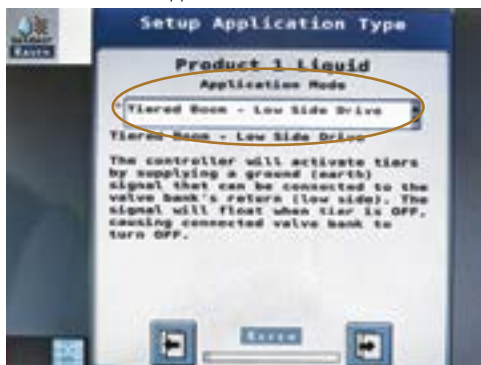 Setup Application Type
Raven
Product 1 Liquid
Application Mode
Tiered Boom - Low Side Drive
Tiered Boom - Low Side Drive
The controller will activate tiers
by supplying a ground (earth)
signal that can be connected to the
valve bank's return (low side). The
signal will float when tier is OFF,
causing connected valve bank to
turn OFF.
Raven